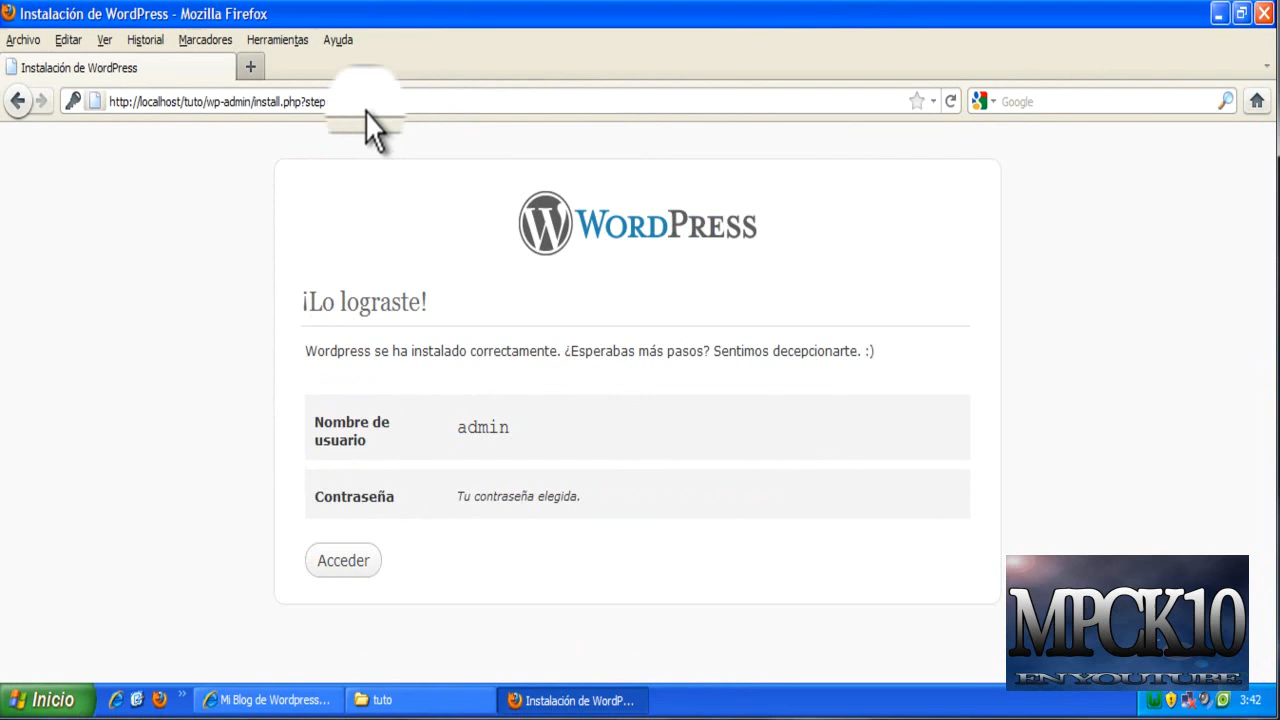 Instalación de WordPress - Mozilla Firefox
Archivo Editar Ver Historial Marcadores Herramientas Ayuda
Instalación de WordPress
http://localhost/tuto/wp-admin/install.php?step
Google
WORDPRESS
¡Lo lograste!
Wordpress se ha instalado correctamente. ¿Esperabas más pasos? Sentimos decepcionarte. :)
Nombre de
usuario
admin
Contraseña
Tu contraseña elegida.
Acceder
MPCK10
EN YOUTUBE
Inicio
Mi Blog de Wordpress...
tuto
Instalación de WordP...
3:42